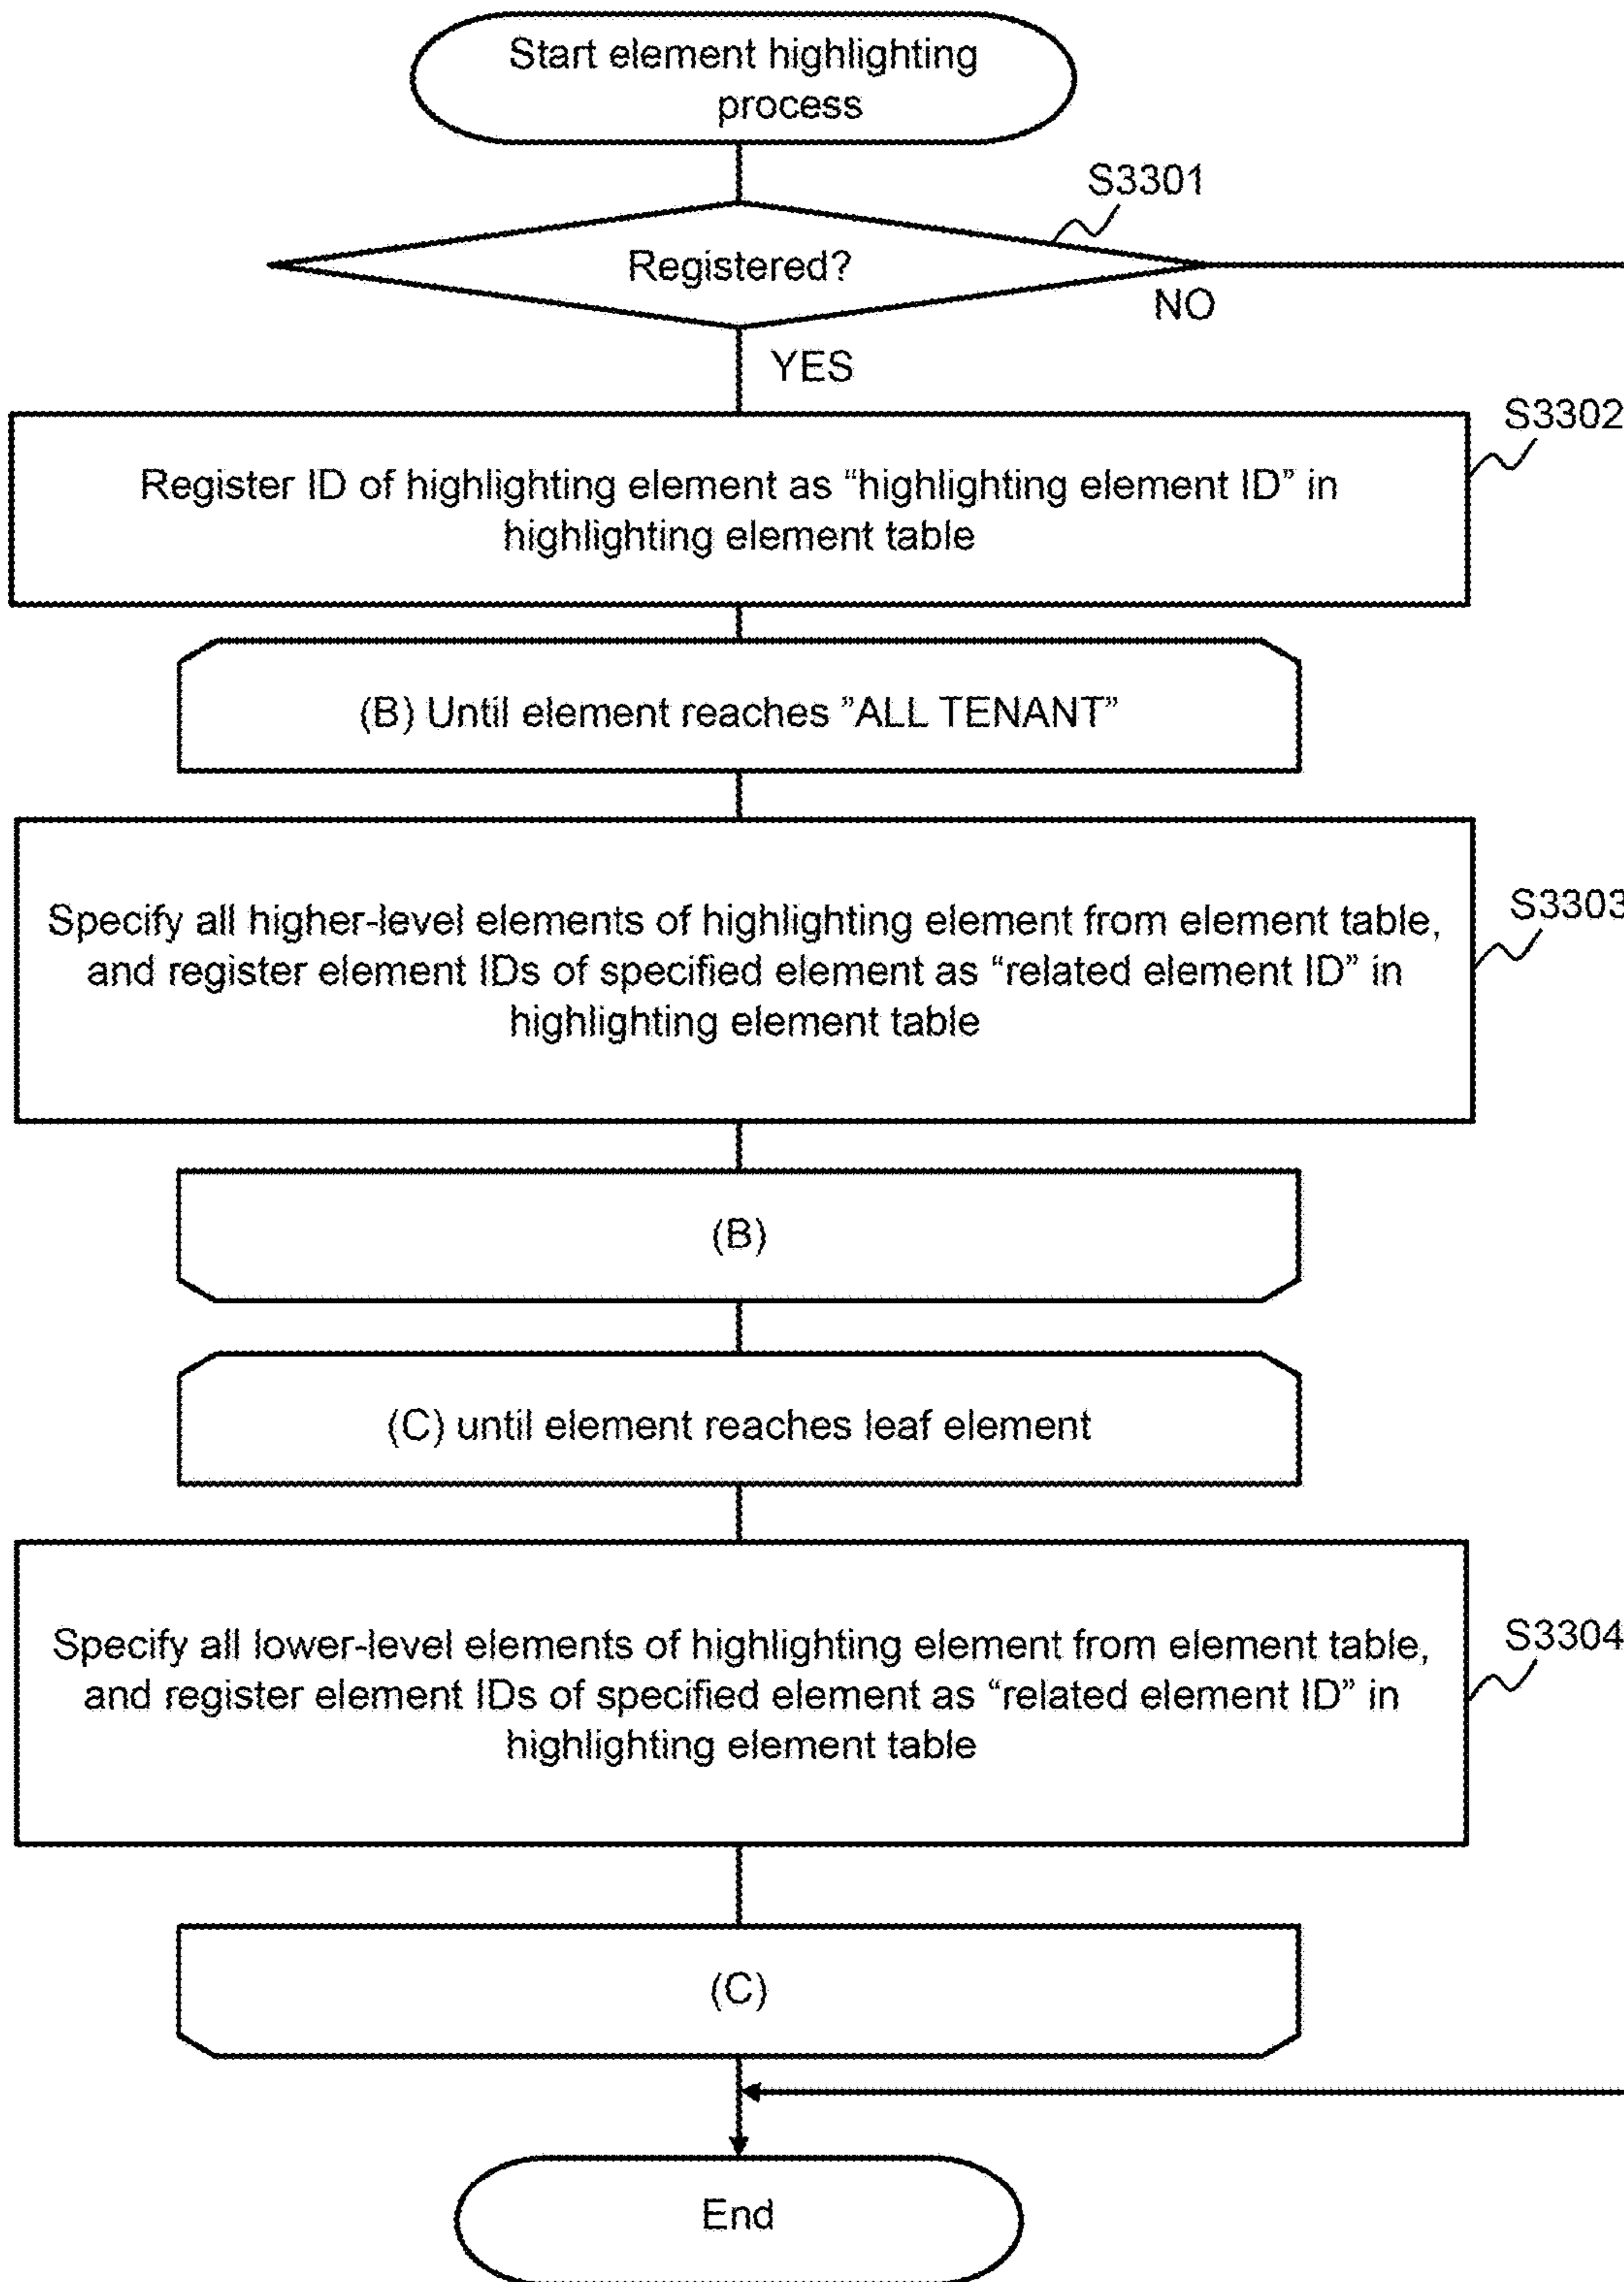 Start element highlighting
process
S3301
Registered?
NO
YES
S3302
Register ID of highlighting element as “highlighting element ID” in
highlighting element table
(B) Until element reaches ”ALL TENANT”
S3303
Specify all higher-level elements of highlighting element from element table,
and register element IDs of specified element as “related element ID” in
highlighting element table
(B)
(C) until element reaches leaf element
S3304
Specify all lower-level elements of highlighting element from element table,
and register element IDs of specified element as “related element ID” in
highlighting element table
(C)
End